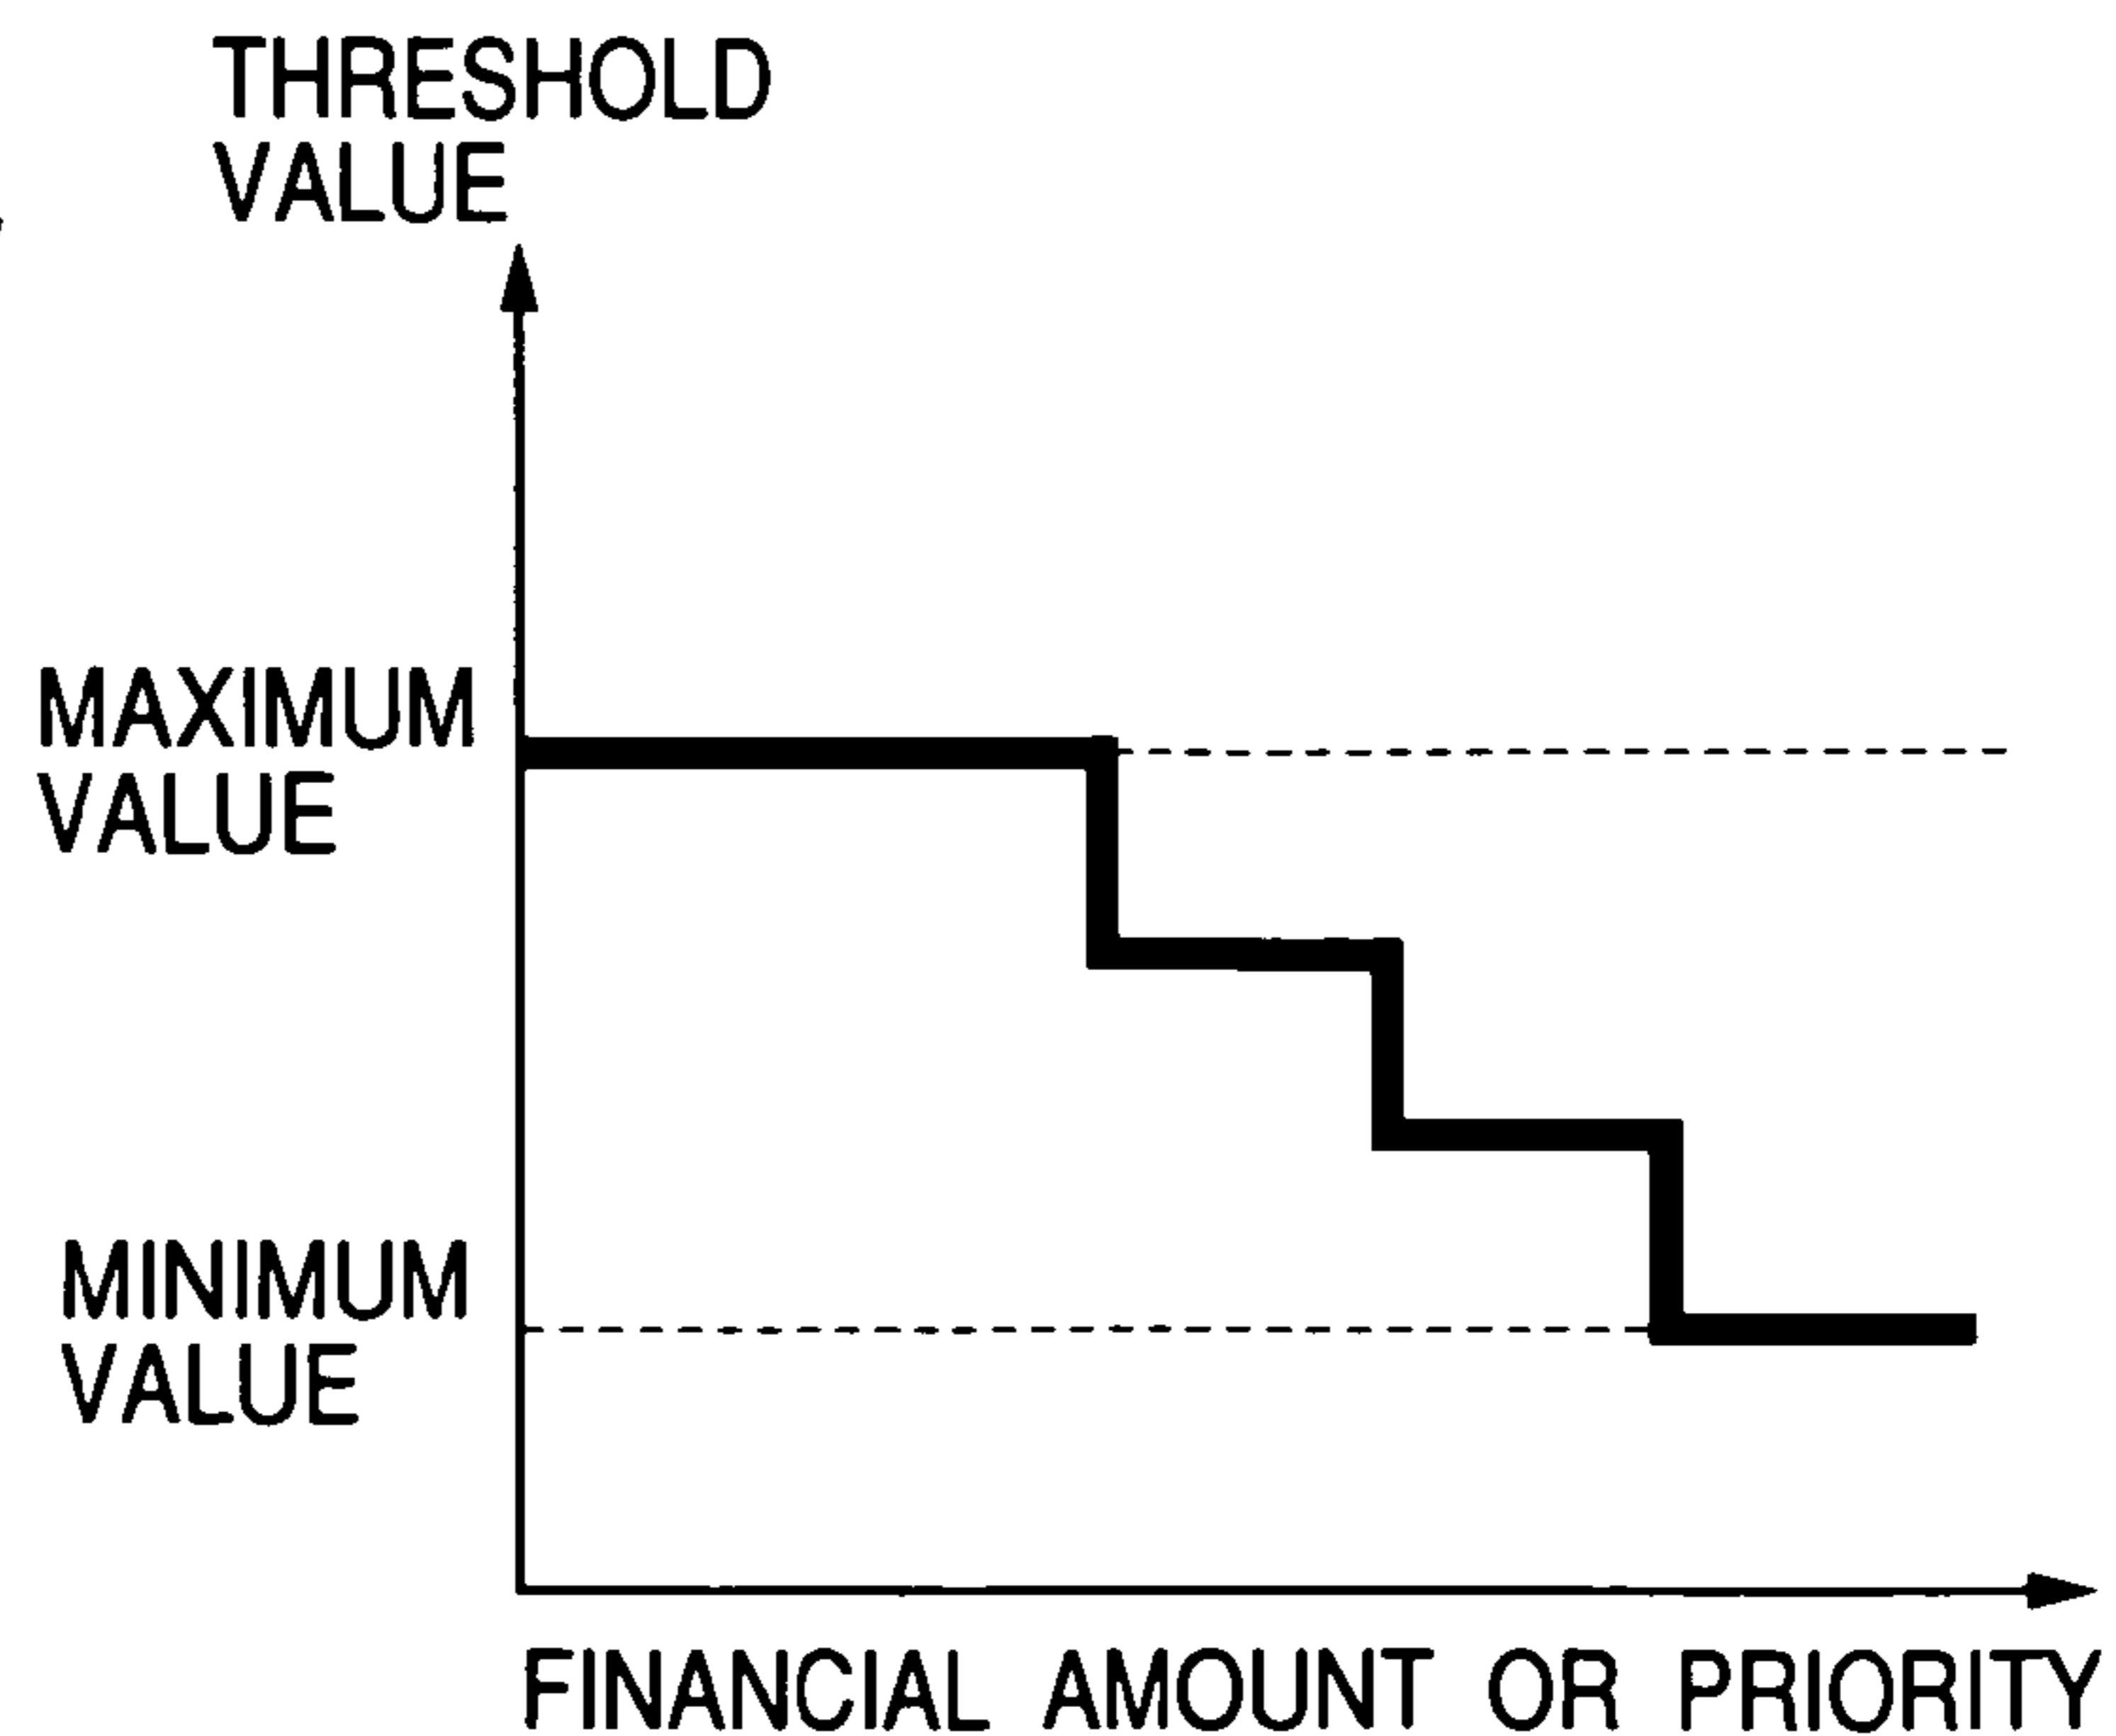 THRESHOLD
VALUE
MAXIMUM
VALUE
MINIMUM
VALUE
FINANCIAL AMOUNT OR PRIORITY